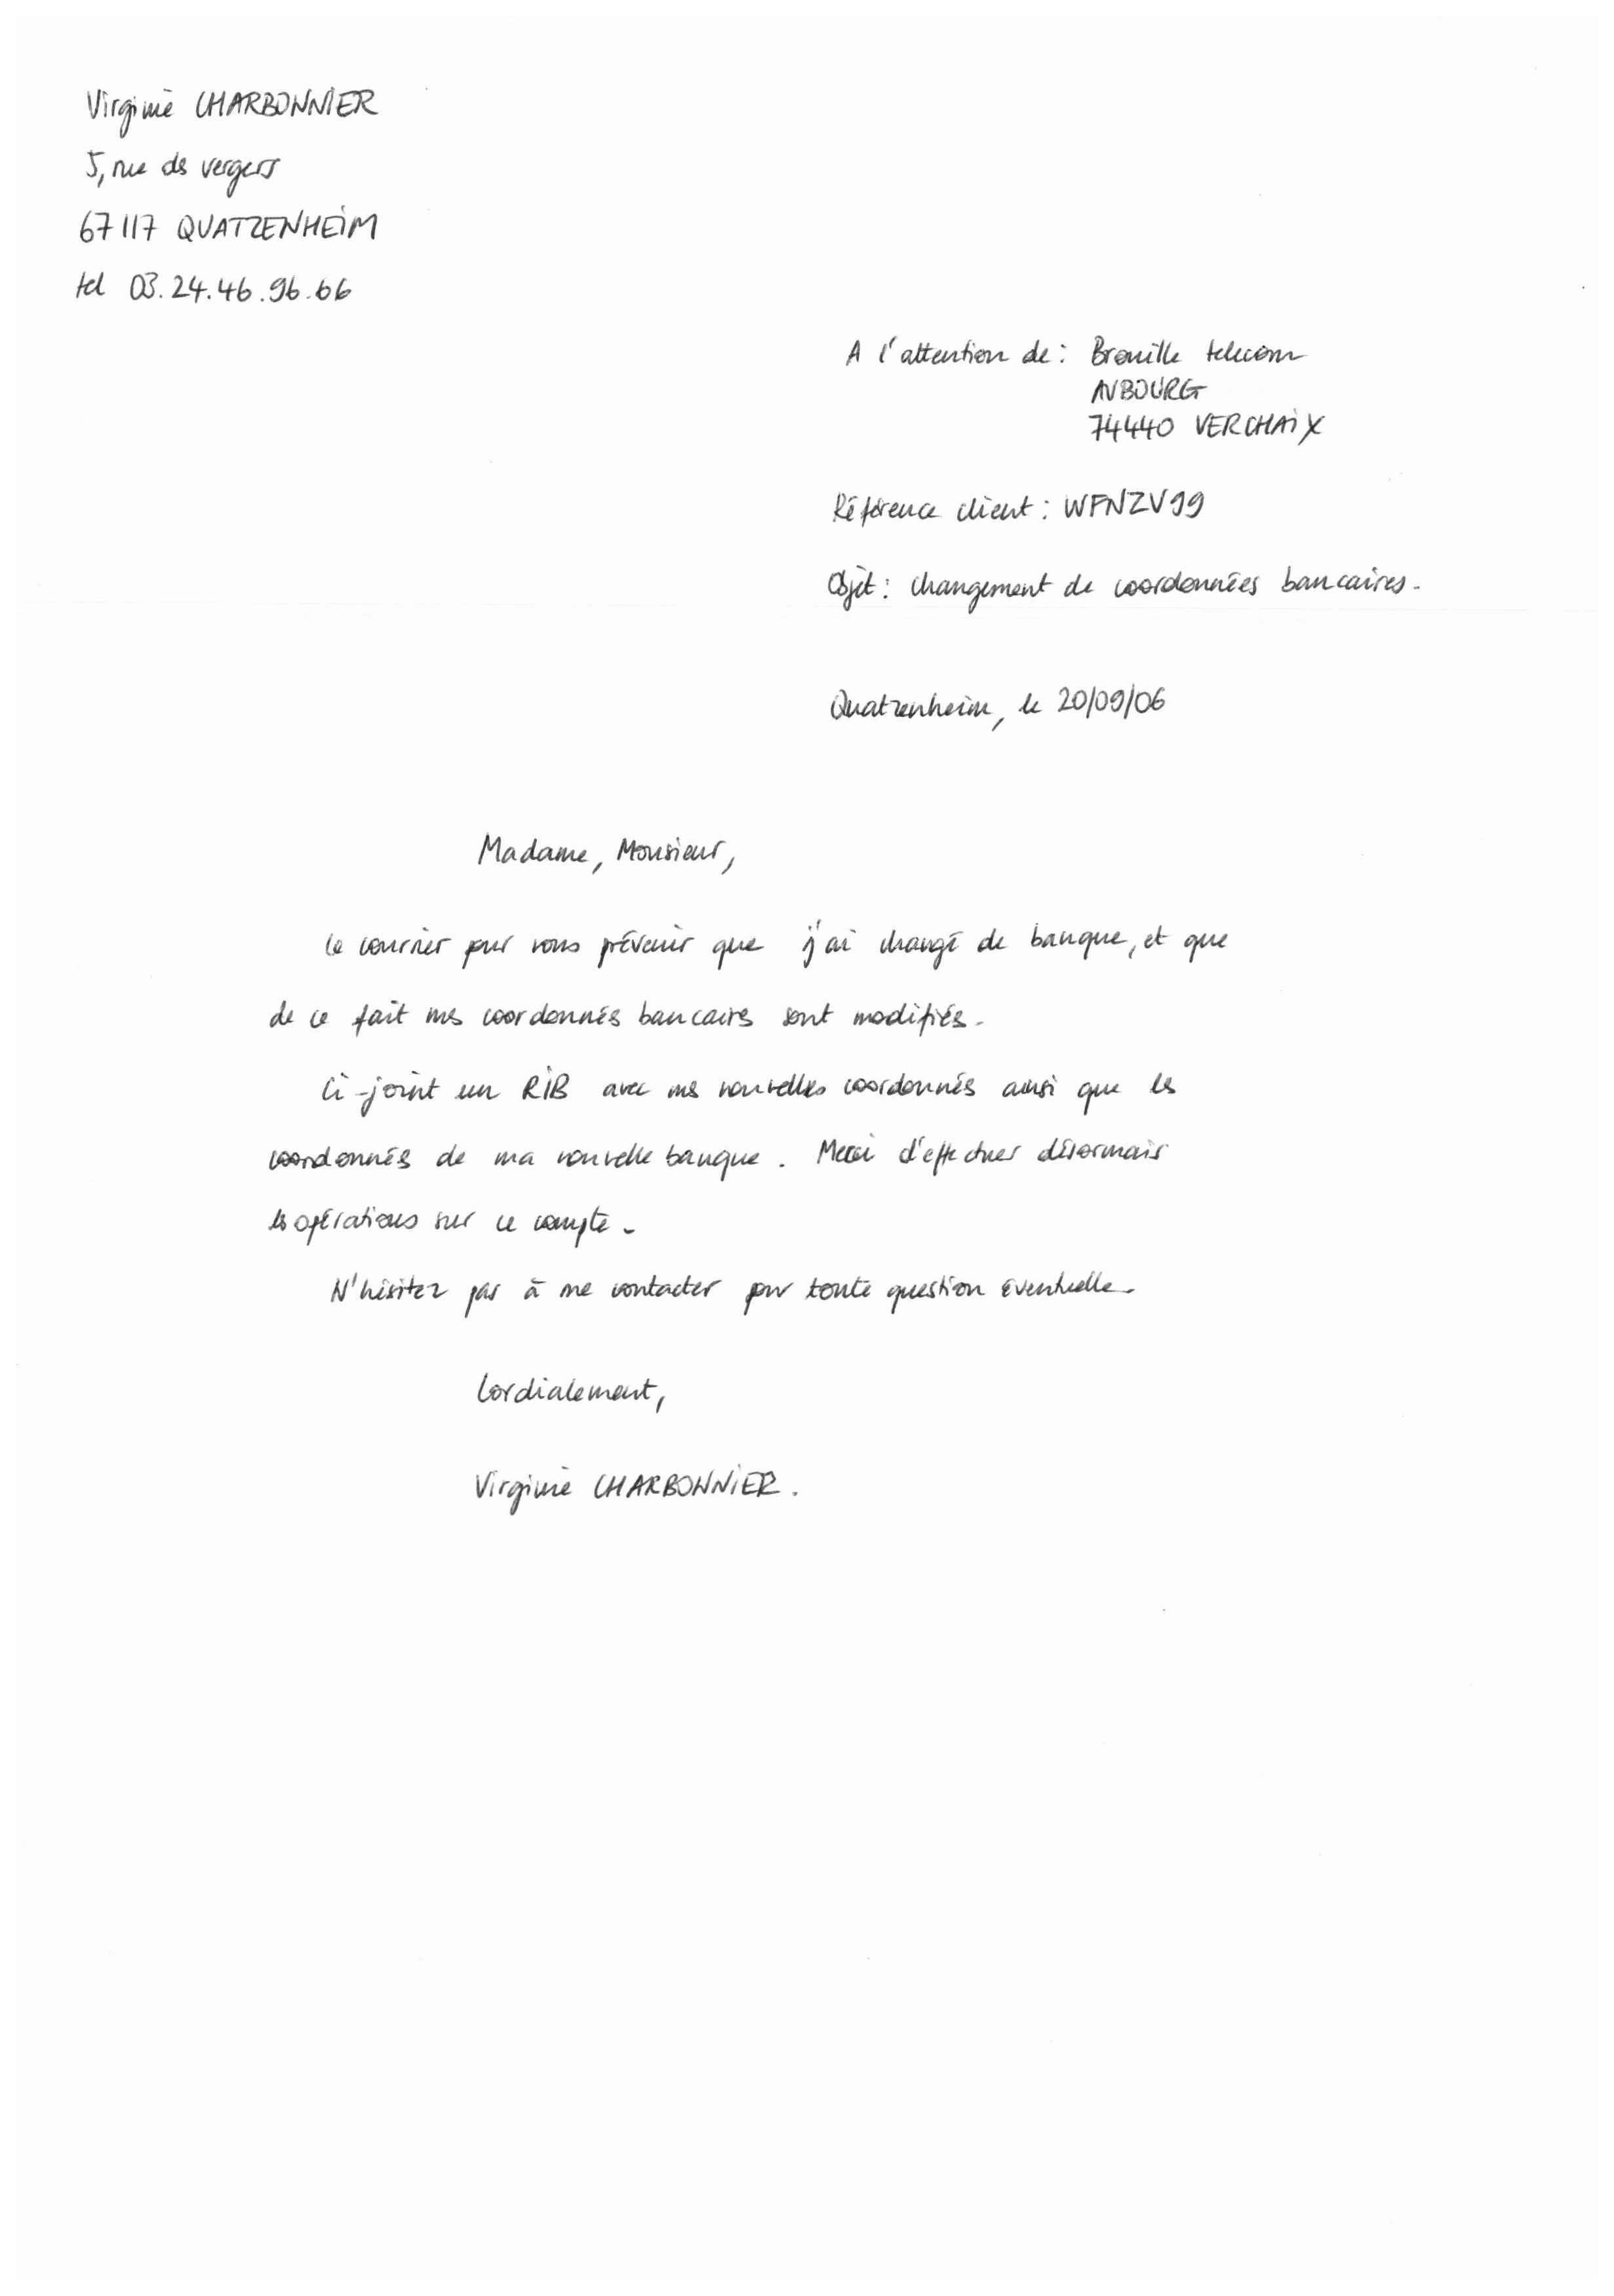 Virginie CHARBONNIER
5, rue des vergers
67117 QUATZENHEIM
tel 03.24.46.96.66
A l'attention de : Brouille telecom
AUBOURG
74440 VERCHAIX
Référence client : WFNZV99
Objet : changement de coordonnées bancaires.
Quatzenheim, le 20/09/06
Madame, Monsieur,
Ce courrier pour vous prévenir que j'ai changé de banque, et que
de ce fait mes coordonnés bancaires sont modifiés.
Ci-joint un RIB avec mes nouvelles coordonnés ainsi que les
coordonnés de ma nouvelle banque. Merci d'effectuer désormais
les opérations sur ce compte.
N'hésitez pas à me contacter pour toute question éventuelle.
Cordialement,
Virginie CHARBONNIER.